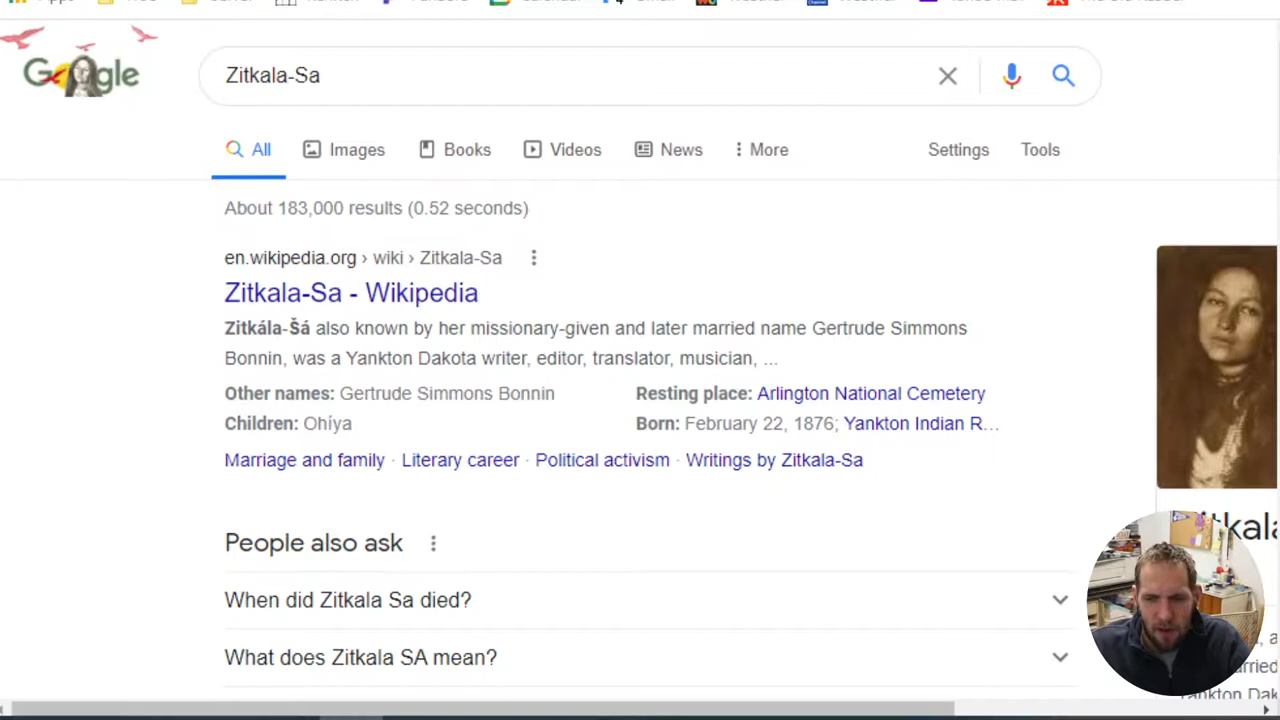 Google
Zitkala-Sa
All Images Books Videos News More Settings Tools
About 183,000 results (0.52 seconds)
en.wikipedia.org › wiki › Zitkala-Sa
Zitkala-Sa - Wikipedia
Zitkála-Šá also known by her missionary-given and later married name Gertrude Simmons
Bonnin, was a Yankton Dakota writer, editor, translator, musician, ...
Other names: Gertrude Simmons Bonnin Resting place: Arlington National Cemetery
Children: Ohíya Born: February 22, 1876; Yankton Indian R...
Marriage and family · Literary career · Political activism · Writings by Zitkala-Sa
People also ask
When did Zitkala Sa died?
What does Zitkala SA mean?
Yankton Dak